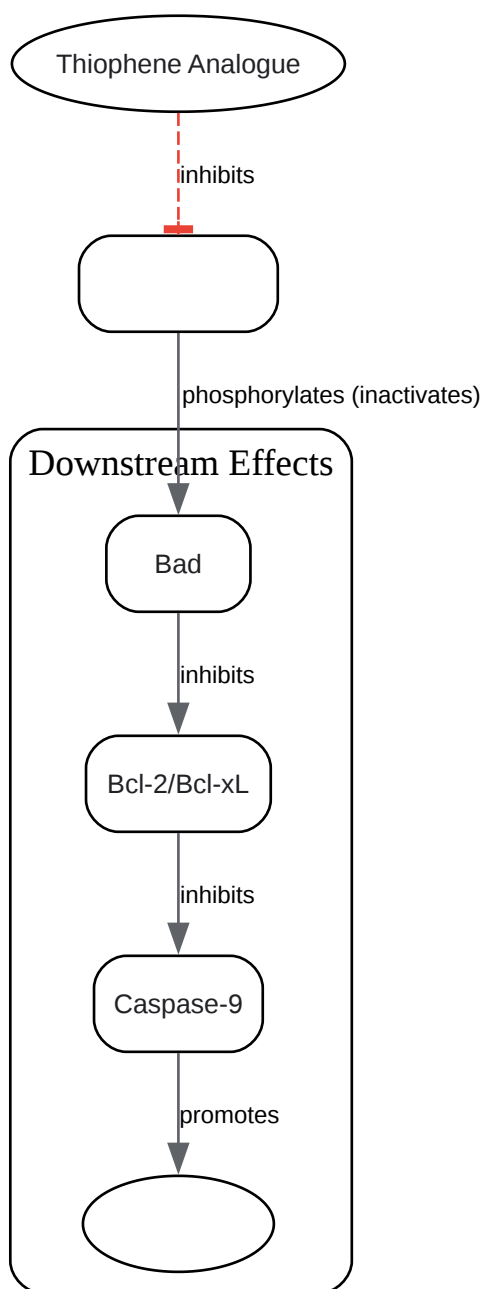 Thiophene Analogue
inhibits
phosphorylates (inactivates)
Downstream Effects
Bad
inhibits
Bcl-2/Bcl-xL
inhibits
Caspase-9
promotes